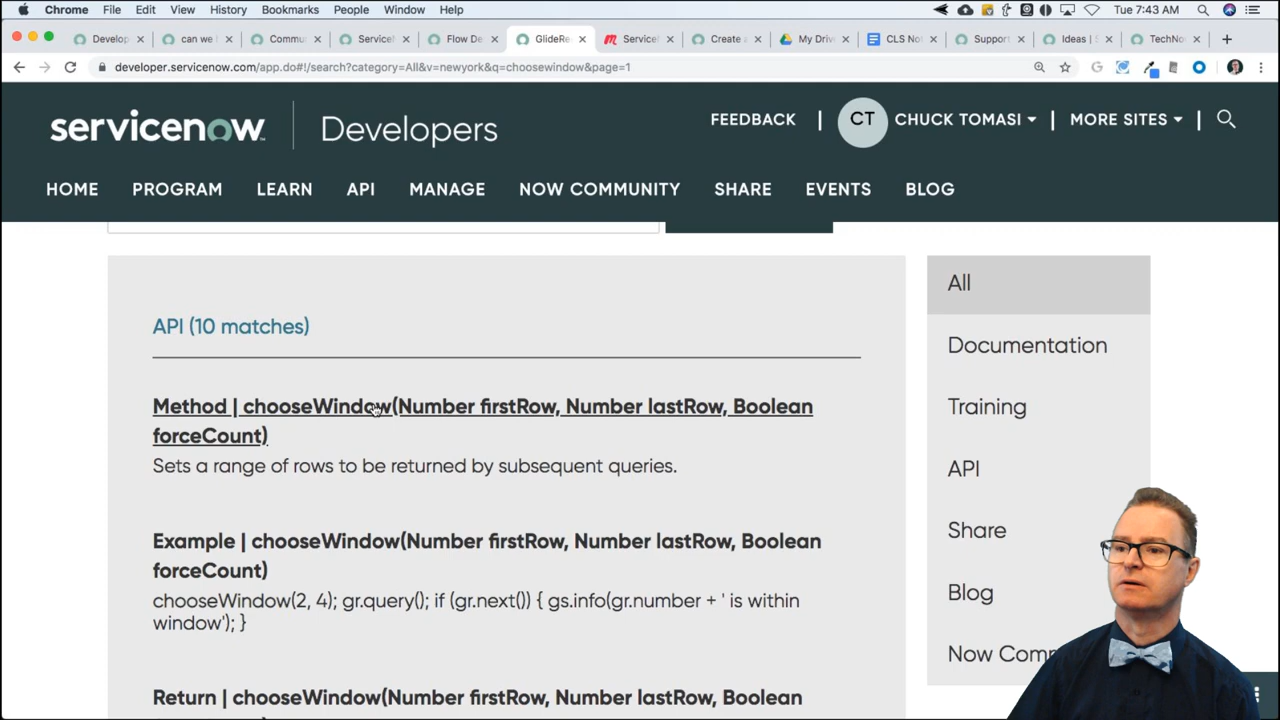 Chrome File Edit View History Bookmarks People Window Help Tue 7:43 AM
Develop can we Commu Service Flow De GlideRe Service Create a My Drive CLS Not Support Ideas | S TechNo
developer.servicenow.com/app.do#!/search?category=All&v=newyork&q=choosewindow&page=1
servicenow Developers
FEEDBACK | CT CHUCK TOMASI | MORE SITES
HOME PROGRAM LEARN API MANAGE NOW COMMUNITY SHARE EVENTS BLOG
API (10 matches)
Method | chooseWindow(Number firstRow, Number lastRow, Boolean
forceCount)
Sets a range of rows to be returned by subsequent queries.
Example | chooseWindow(Number firstRow, Number lastRow, Boolean
forceCount)
chooseWindow(2, 4); gr.query(); if (gr.next()) { gs.info(gr.number + ' is within
window'); }
Return | chooseWindow(Number firstRow, Number lastRow, Boolean
All
Documentation
Training
API
Share
Blog
Now Com